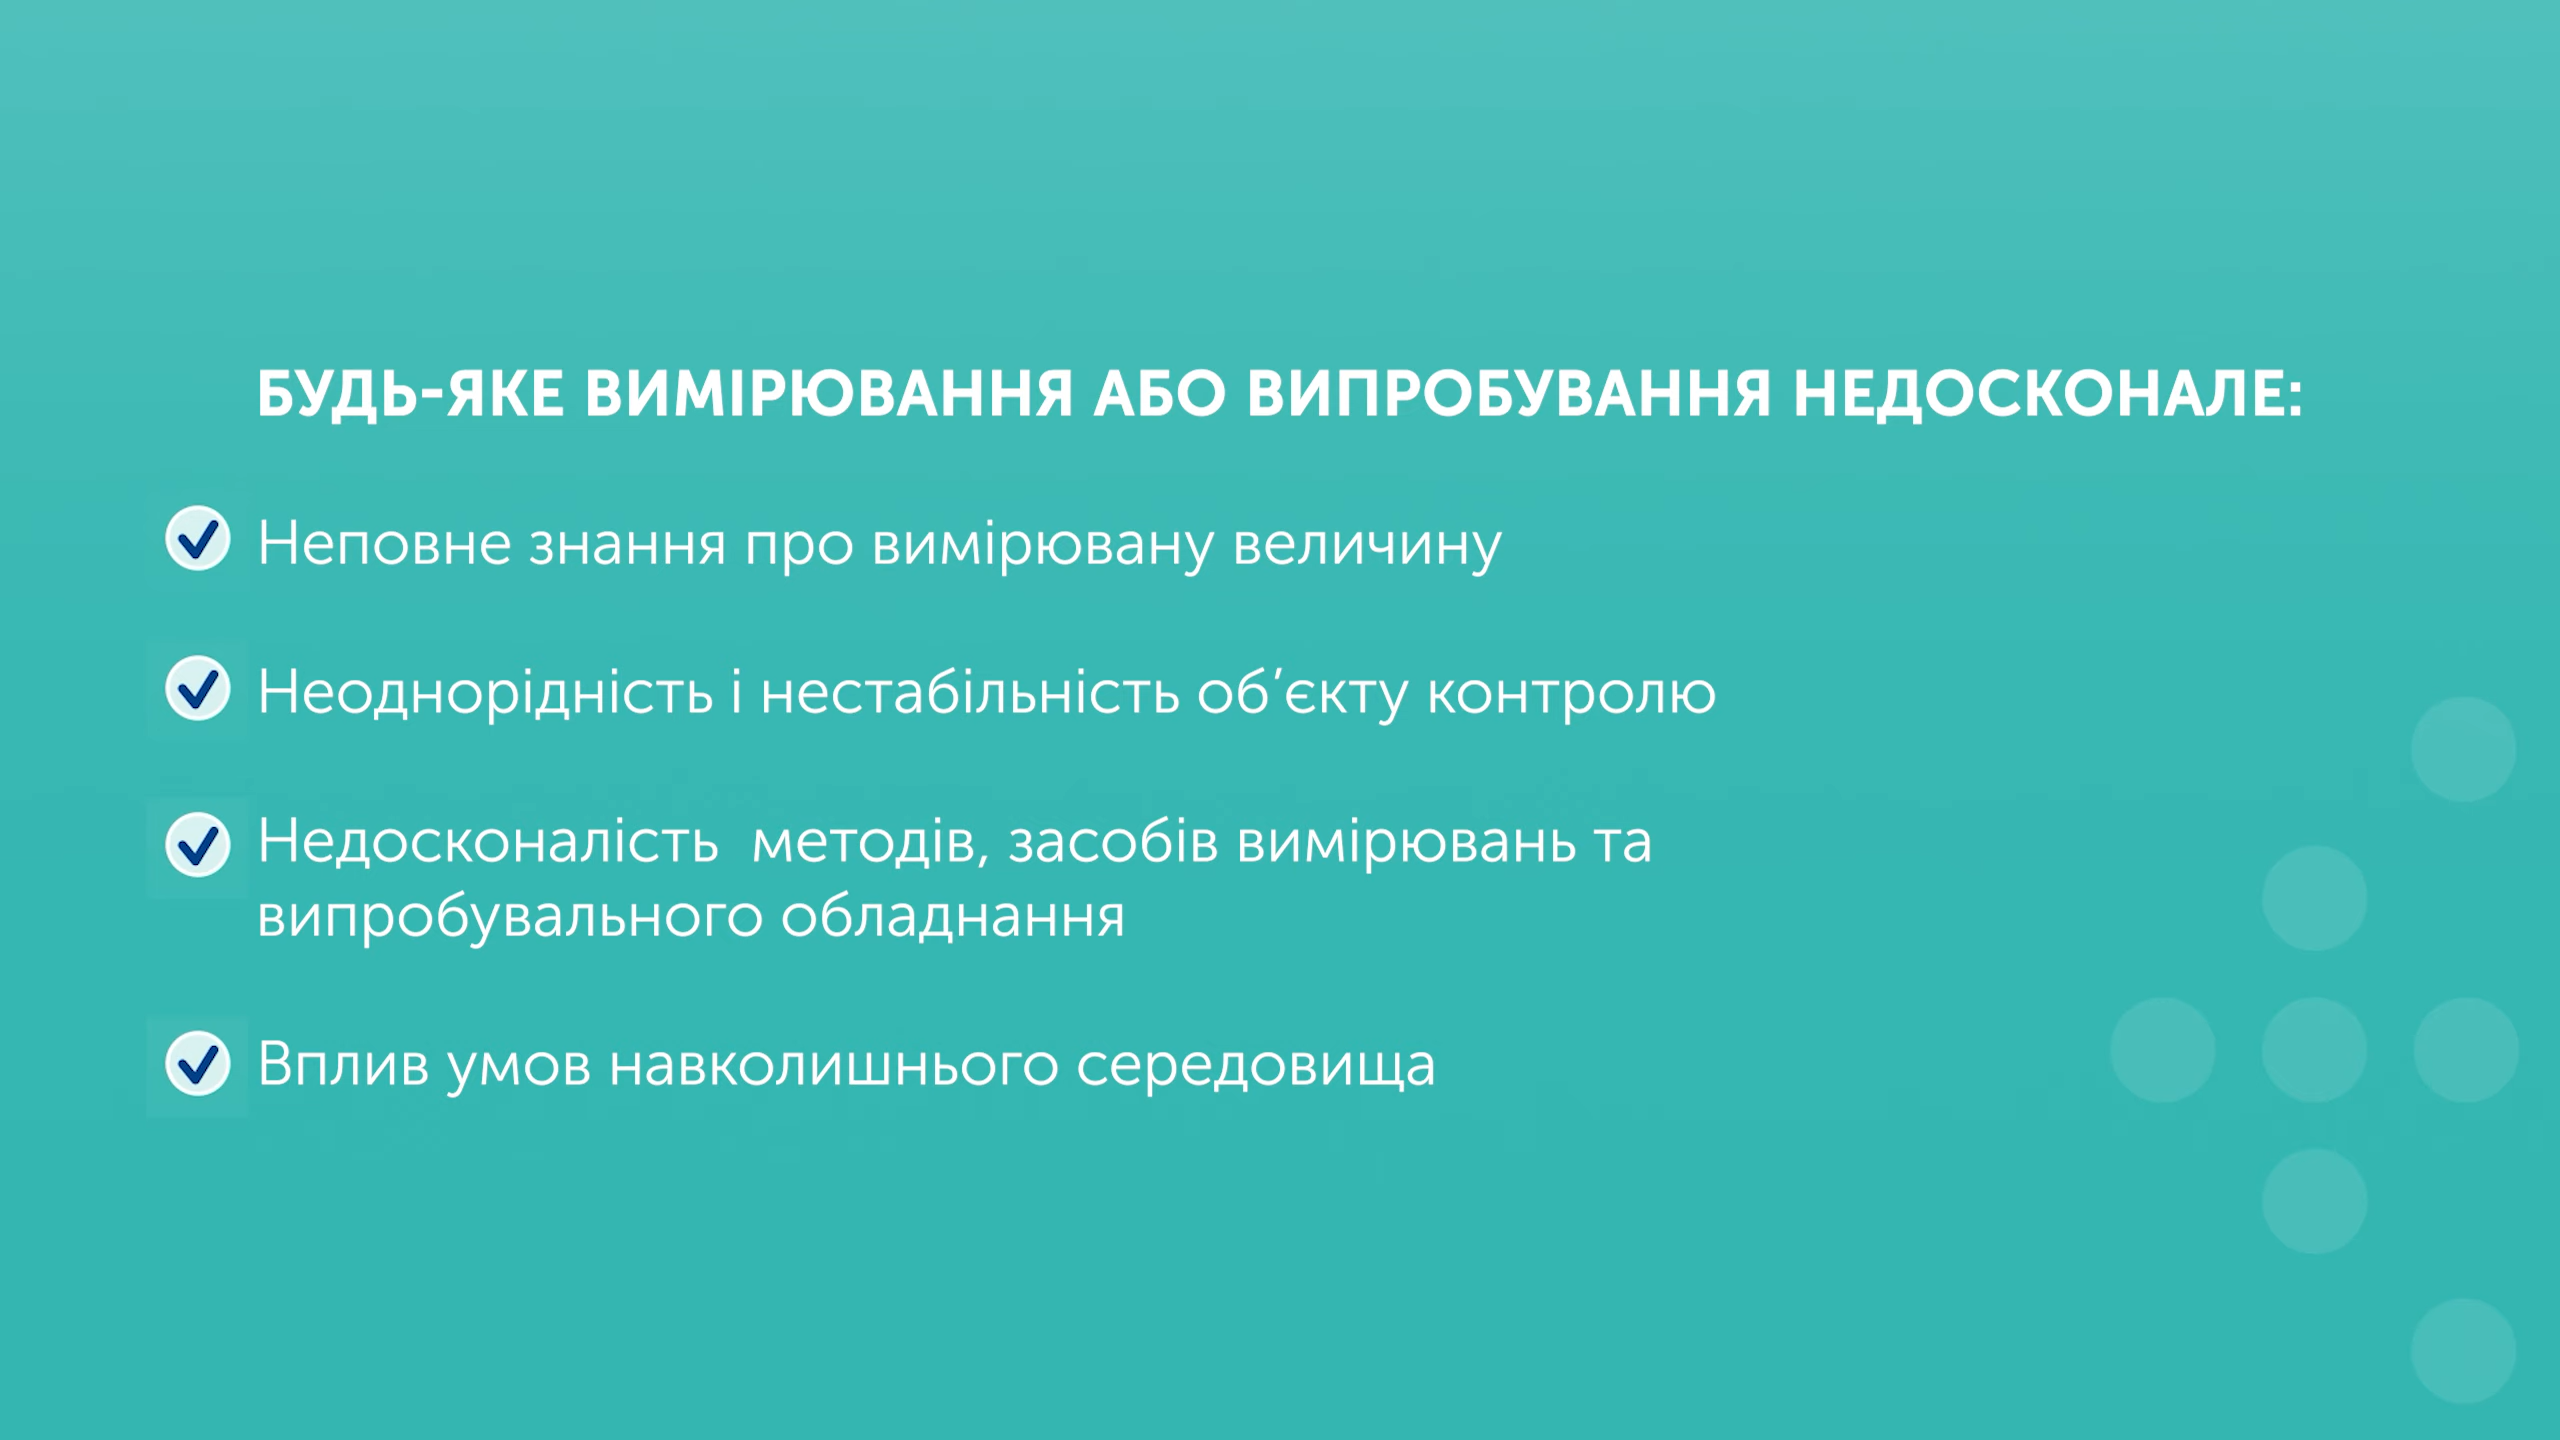 БУДЬ-ЯКЕ ВИМІРЮВАННЯ АБО ВИПРОБУВАННЯ НЕДОСКОНАЛЕ:
Неповне знання про вимірювану величину
Неоднорідність і нестабільність об’єкту контролю
Недосконалість  методів, засобів вимірювань та
випробувального обладнання
Вплив умов навколишнього середовища